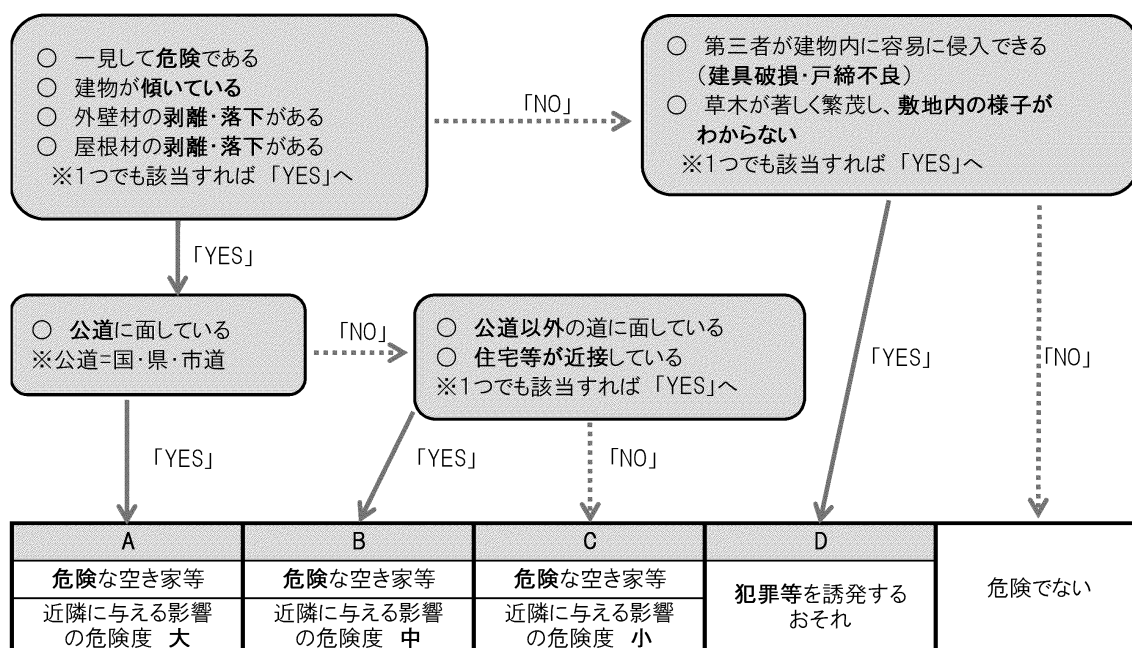 ○ 一見して危険である
○ 建物が傾いている
○ 外壁材の剥離・落下がある
○ 屋根材の剥離・落下がある
※1つでも該当すれば 「YES」へ
「NO」
○ 第三者が建物内に容易に侵入できる
（建具破損・戸締不良）
○ 草木が著しく繁茂し、敷地内の様子が
わからない
※1つでも該当すれば 「YES」へ
「YES」
○ 公道に面している
※公道=国・県・市道
「NO」
○ 公道以外の道に面している
○ 住宅等が近接している
※1つでも該当すれば 「YES」へ
「YES」
「NO」
「YES」
「YES」
「NO」
A
危険な空き家等
近隣に与える影響
の危険度 大
B
危険な空き家等
近隣に与える影響
の危険度 中
C
危険な空き家等
近隣に与える影響
の危険度 小
D
犯罪等を誘発する
おそれ
危険でない